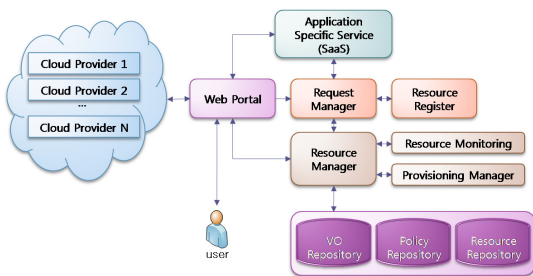 Application
Specific Service
(SaaS)
Cloud Provider 1
Cloud Provider 2
...
Cloud Provider N
Web Portal
Request
Manager
Resource
Register
Resource
Manager
Resource Monitoring
Provisioning Manager
user
VO
Repository
Policy
Repository
Resource
Repository